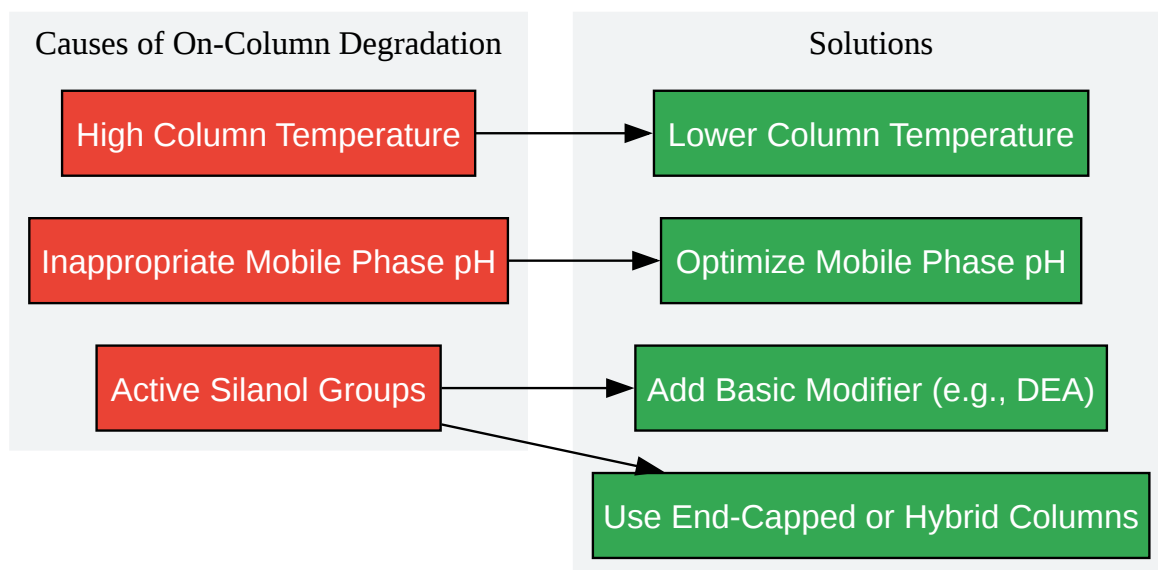 Causes of On-Column Degradation
Solutions
High Column Temperature
Lower Column Temperature
Inappropriate Mobile Phase pH
Optimize Mobile Phase pH
Active Silanol Groups
Add Basic Modifier (e.g., DEA)
Use End-Capped or Hybrid Columns